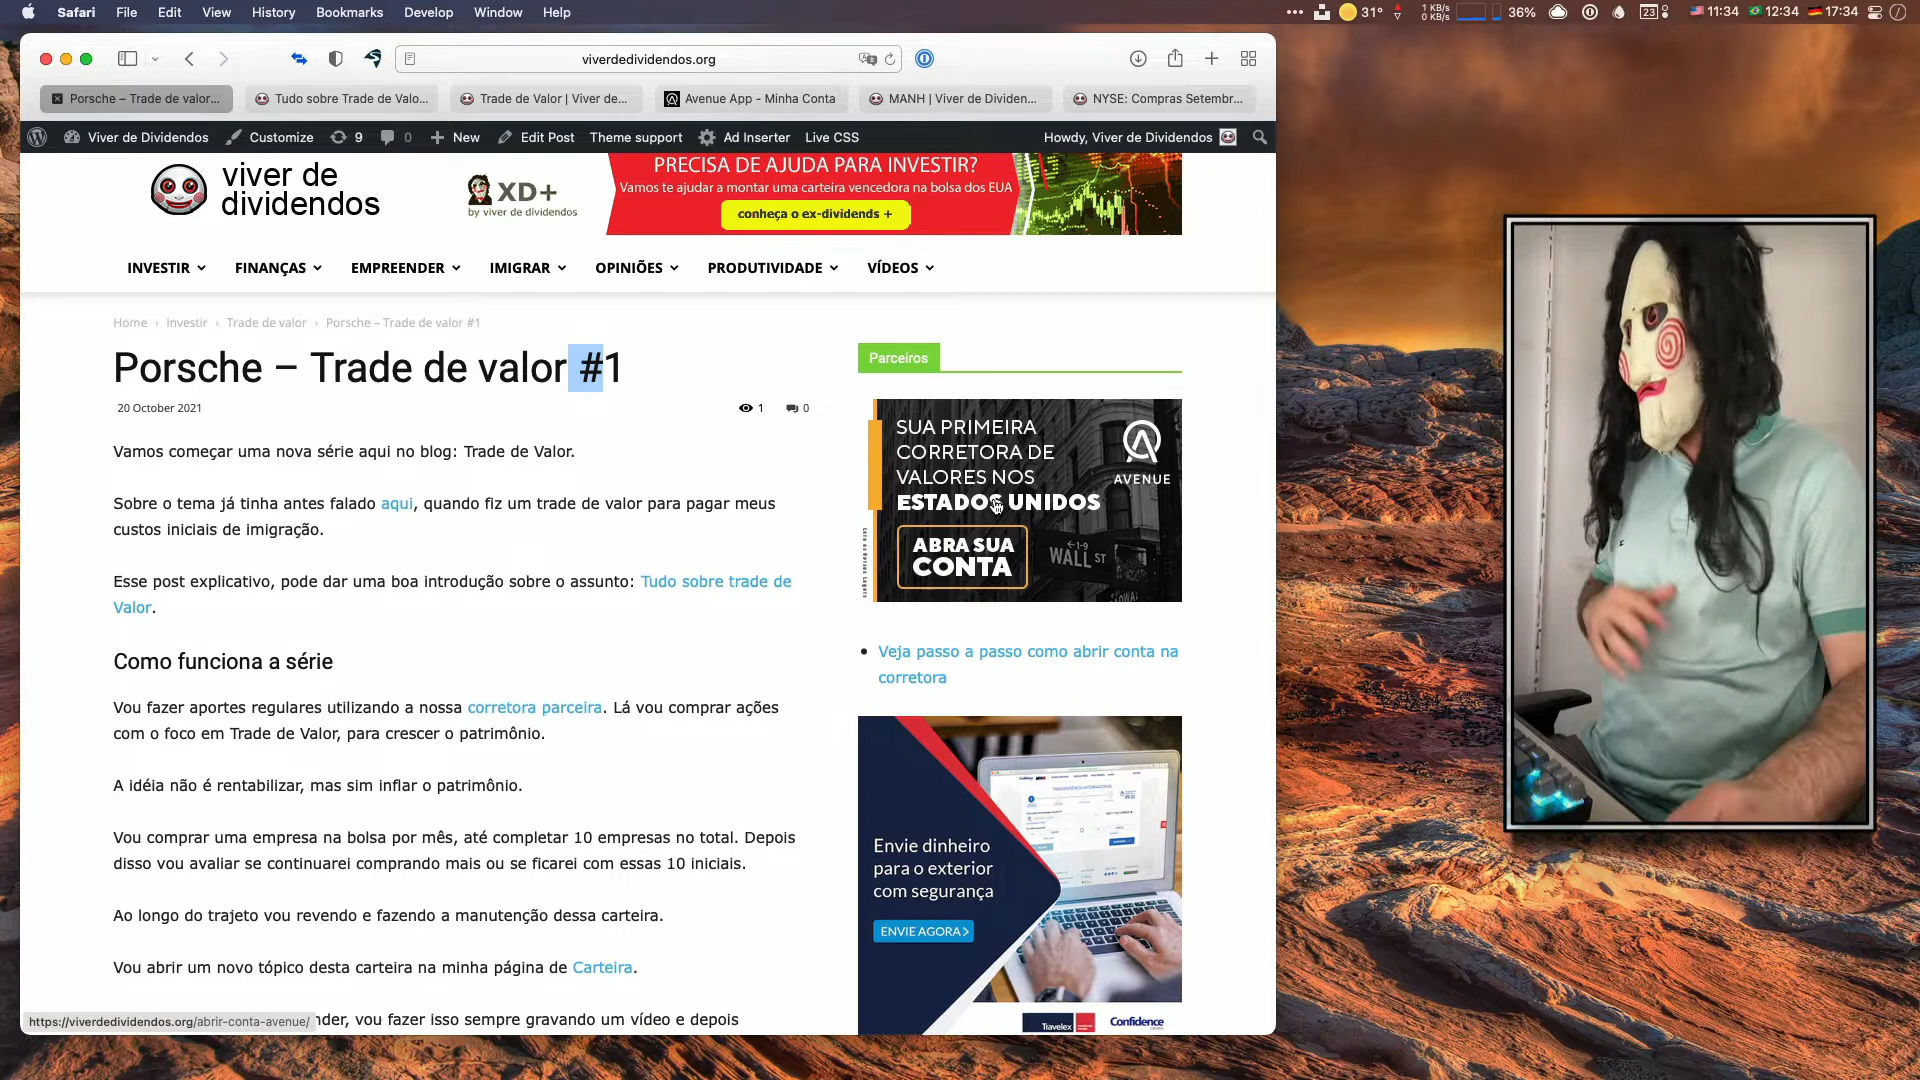 Safari File Edit View History Bookmarks Develop Window Help
31° 1 KB/s 0 KB/s 36% 23 11:34 12:34 17:34
viverdedividendos.org
Porsche – Trade de valor... Tudo sobre Trade de Valo... Trade de Valor | Viver de... Avenue App - Minha Conta MANH | Viver de Dividen... NYSE: Compras Setembr...
Viver de Dividendos Customize 9 0 New Edit Post Theme support Ad Inserter Live CSS Howdy, Viver de Dividendos
viver de
dividendos
XD+
by viver de dividendos
PRECISA DE AJUDA PARA INVESTIR?
Vamos te ajudar a montar uma carteira vencedora na bolsa dos EUA
conheça o ex-dividends +
INVESTIR FINANÇAS EMPREENDER IMIGRAR OPINIÕES PRODUTIVIDADE VÍDEOS
Home › Investir › Trade de valor › Porsche – Trade de valor #1
Porsche – Trade de valor #1
20 October 2021 1 0
Vamos começar uma nova série aqui no blog: Trade de Valor.
Sobre o tema já tinha antes falado aqui, quando fiz um trade de valor para pagar meus
custos iniciais de imigração.
Esse post explicativo, pode dar uma boa introdução sobre o assunto: Tudo sobre trade de
Valor.
Como funciona a série
Vou fazer aportes regulares utilizando a nossa corretora parceira. Lá vou comprar ações
com o foco em Trade de Valor, para crescer o patrimônio.
A idéia não é rentabilizar, mas sim inflar o patrimônio.
Vou comprar uma empresa na bolsa por mês, até completar 10 empresas no total. Depois
disso vou avaliar se continuarei comprando mais ou se ficarei com essas 10 iniciais.
Ao longo do trajeto vou revendo e fazendo a manutenção dessa carteira.
Vou abrir um novo tópico desta carteira na minha página de Carteira.
nder, vou fazer isso sempre gravando um vídeo e depois
https://viverdedividendos.org/abrir-conta-avenue/
Parceiros
SUA PRIMEIRA
CORRETORA DE
VALORES NOS
ESTADOS UNIDOS
AVENUE
ABRA SUA
CONTA
1-9
WALL ST
Leia os Avisos Legais
• Veja passo a passo como abrir conta na
corretora
TRANSFERÊNCIA INTERNACIONAL
Envie dinheiro
para o exterior
com segurança
ENVIE AGORA >
Travelex Confidence